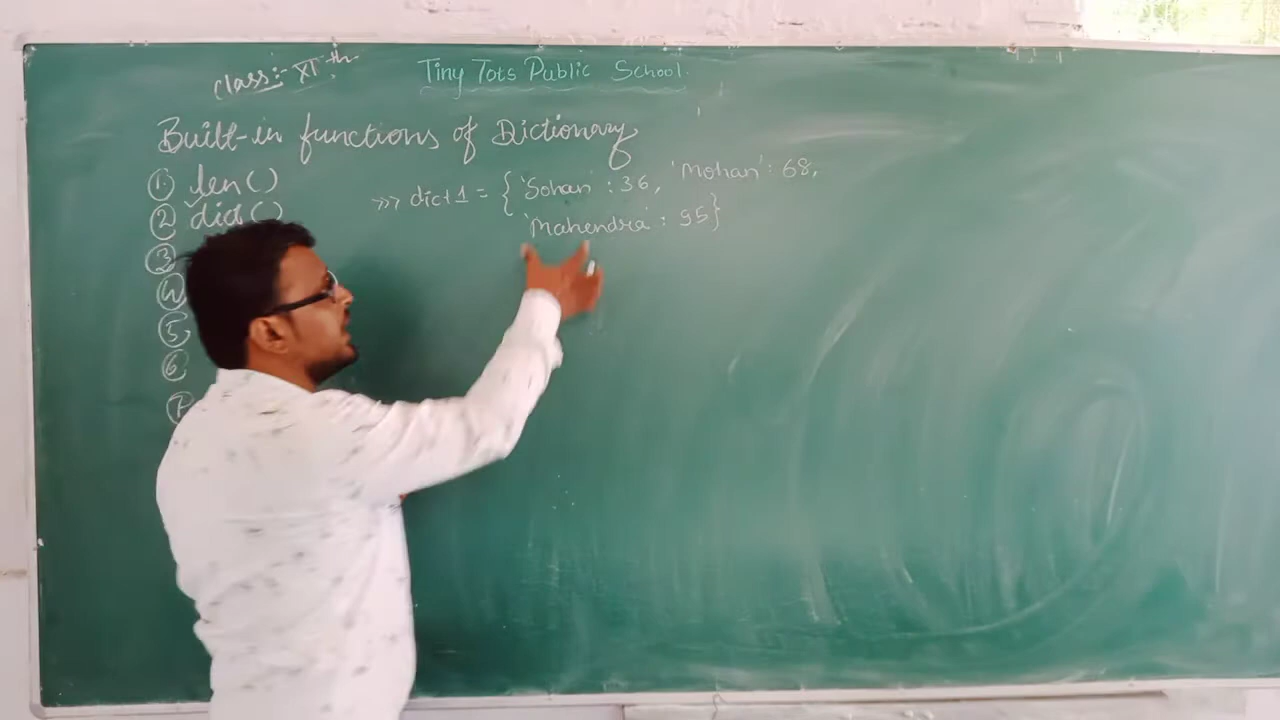 Class:- XI th
Tiny Tots Public School.
Built-in functions of Dictionary
① len()
② dict()
③
④
⑤
⑥
⑦
>>> dict1 = {'Sohan' : 36, 'Mohan' : 68,
'Mahendra' : 95}